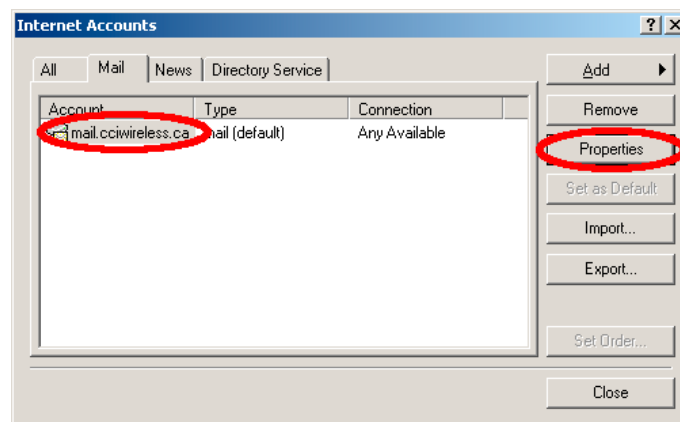 Internet Accounts
All Mail News Directory Service
Account Type Connection
mail.cciwireless.ca mail (default) Any Available
Add
Remove
Properties
Set as Default
Import...
Export...
Set Order...
Close